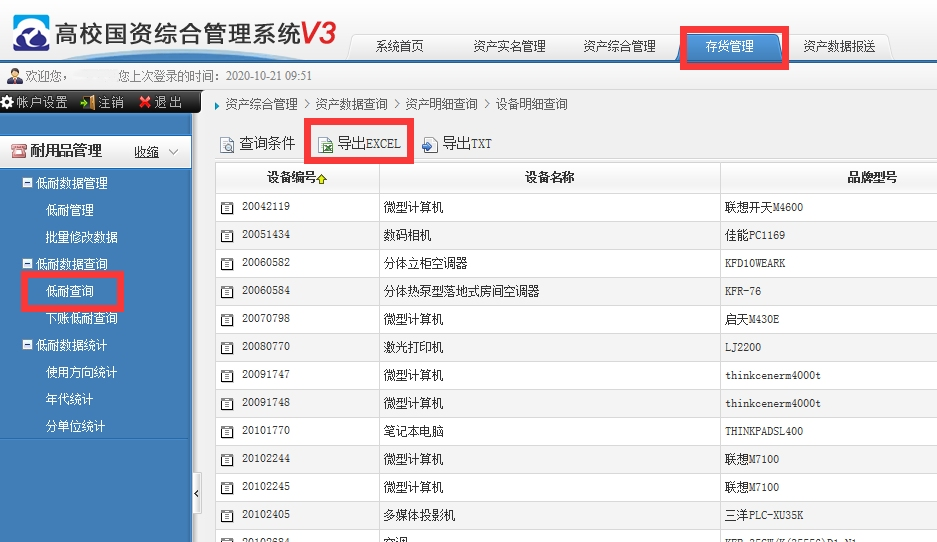 高校国资综合管理系统V3
系统首页 资产实名管理 资产综合管理 存货管理 资产数据报送
欢迎您, 您上次登录的时间: 2020-10-21 09:51
帐户设置 注销 退出
资产综合管理 > 资产数据查询 > 资产明细查询 > 设备明细查询
查询条件 导出EXCEL 导出TXT
耐用品管理 收缩
低耐数据管理
低耐管理
批量修改数据
低耐数据查询
低耐查询
下账低耐查询
低耐数据统计
使用方向统计
年代统计
分单位统计
设备编号 设备名称 品牌型号
20042119 微型计算机 联想开天M4600
20051434 数码相机 佳能PC1169
20060582 分体立柜空调器 KFD10WEARK
20060584 分体热泵型落地式房间空调器 KFR-76
20070798 微型计算机 启天M430E
20080770 激光打印机 LJ2200
20091747 微型计算机 thinkcenerm4000t
20091748 微型计算机 thinkcenerm4000t
20101770 笔记本电脑 THINKPADSL400
20102244 微型计算机 联想M7100
20102245 微型计算机 联想M7100
20102405 多媒体投影机 三洋PLC-XU35K